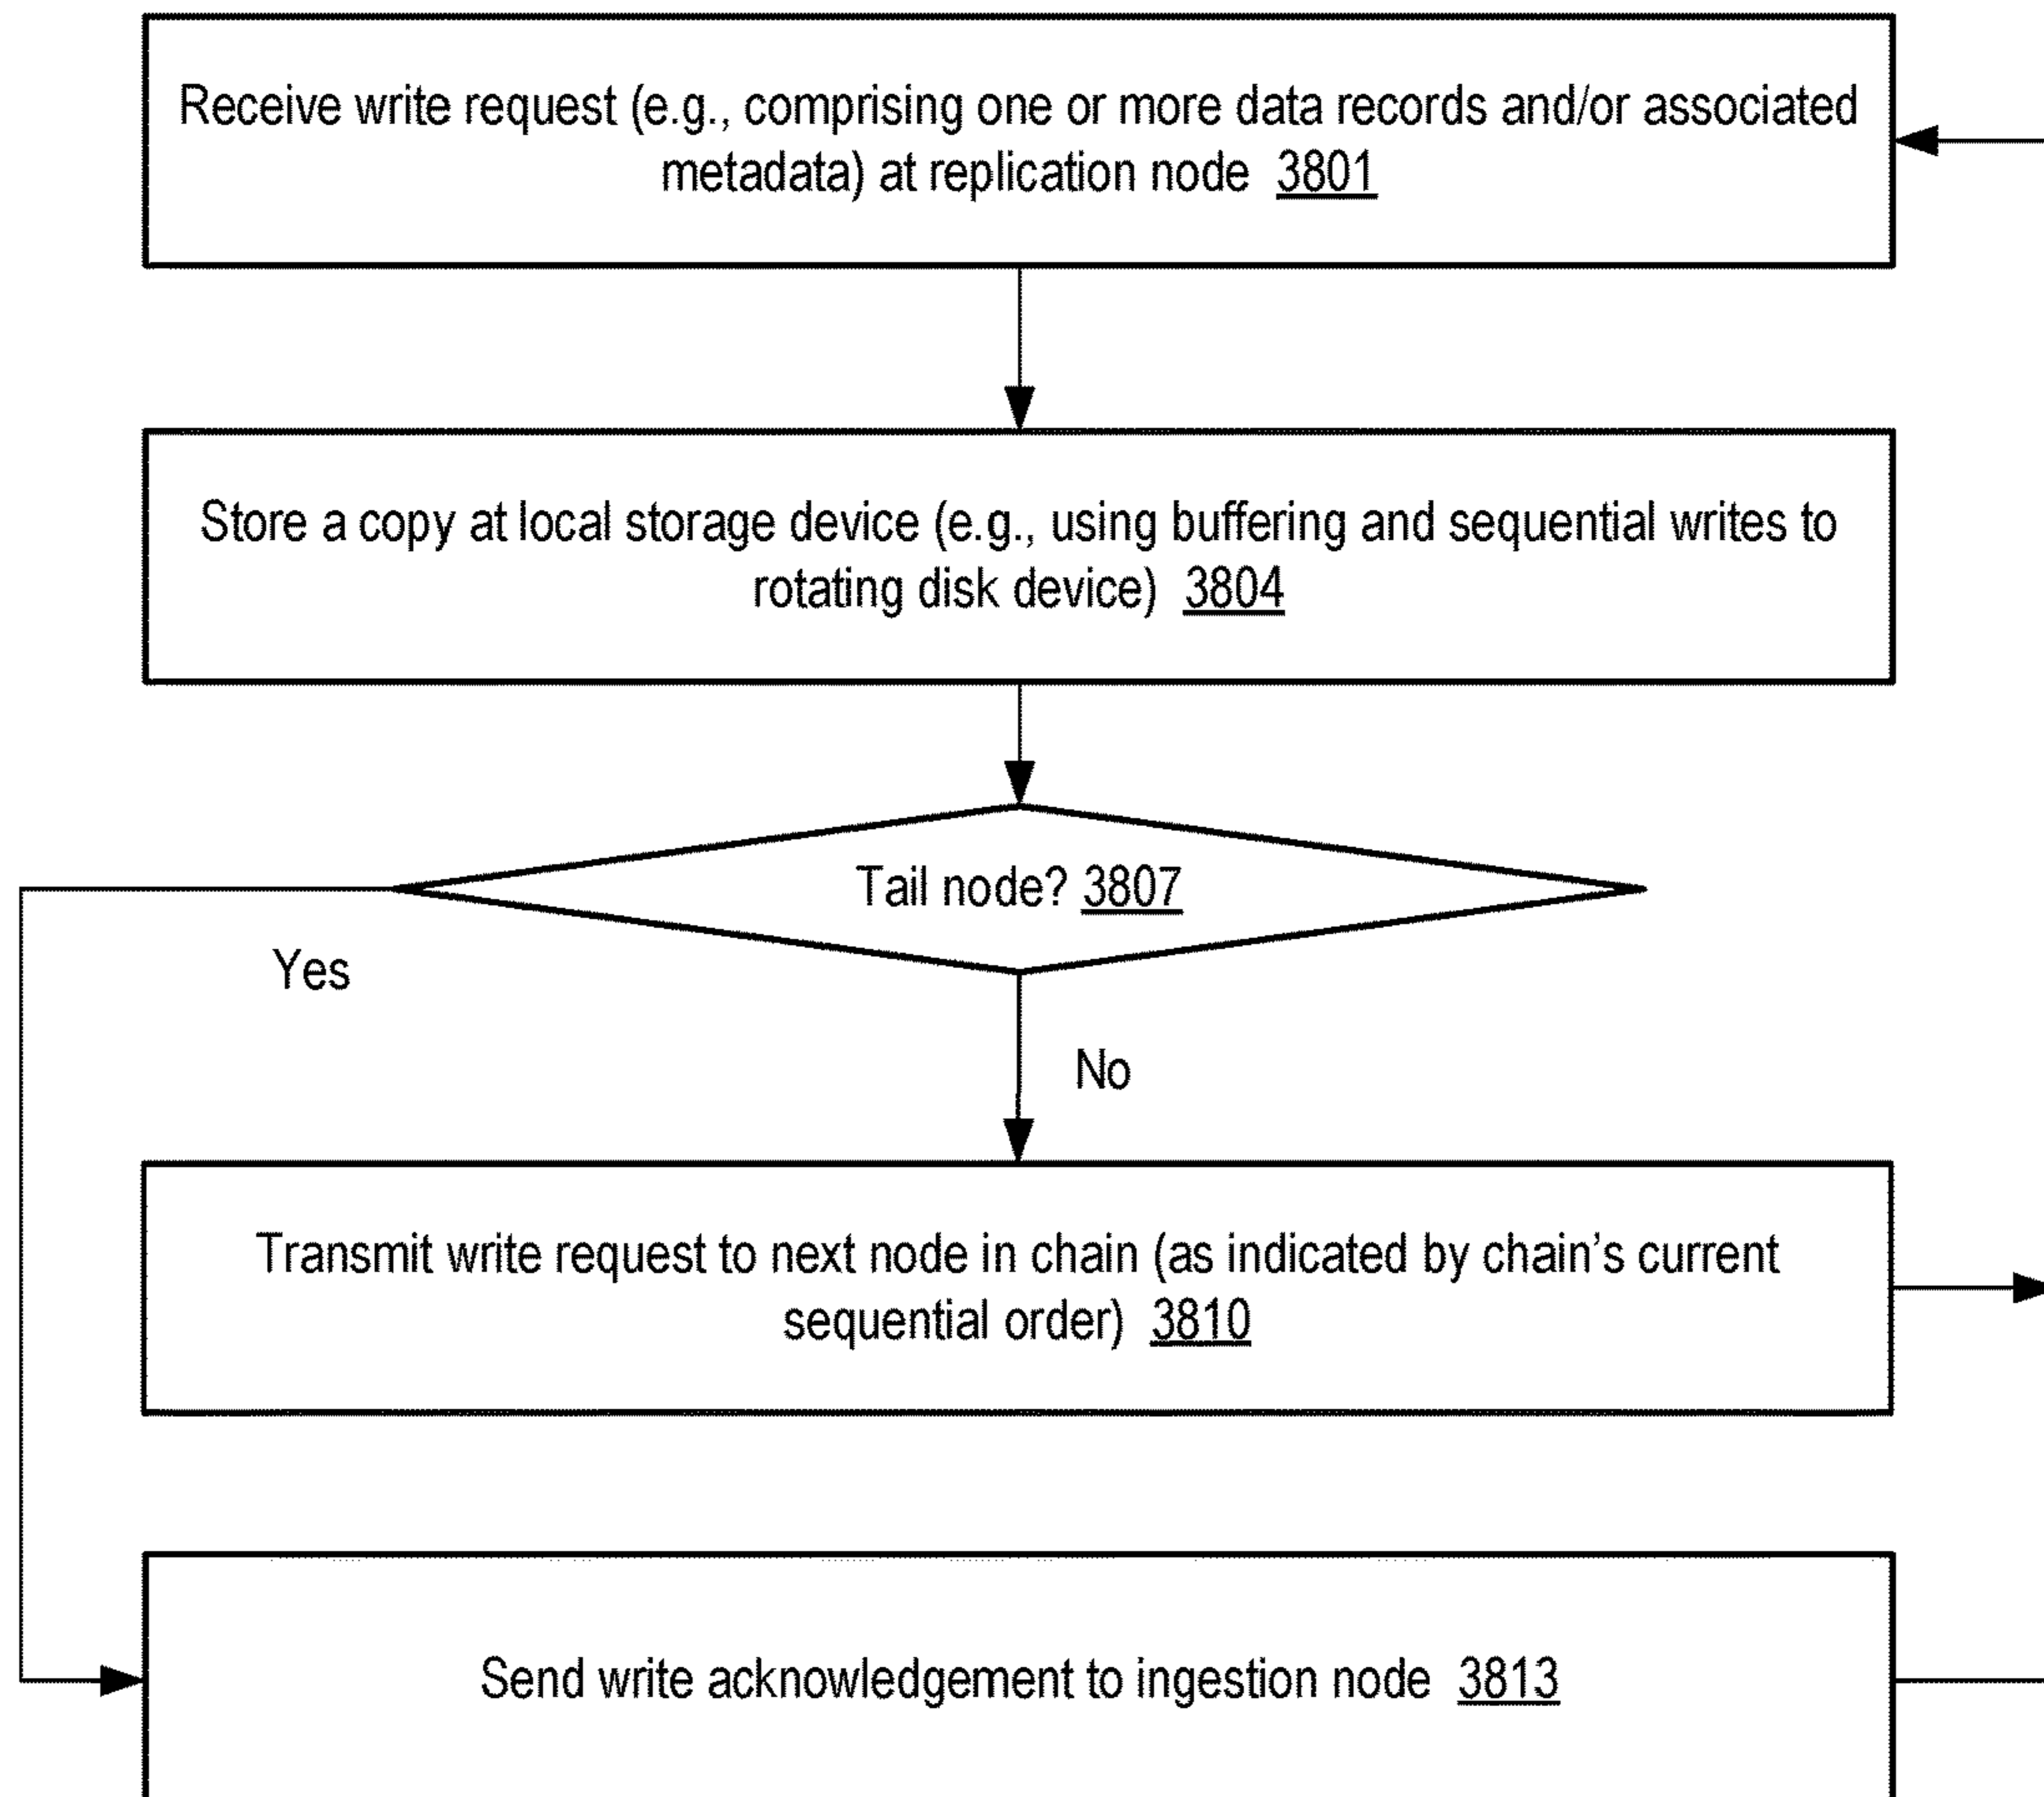 Receive write request (e.g., comprising one or more data records and/or associated
metadata) at replication node 3801
Store a copy at local storage device (e.g., using buffering and sequential writes to
rotating disk device) 3804
Tail node? 3807
Yes
No
Transmit write request to next node in chain (as indicated by chain's current
sequential order) 3810
Send write acknowledgement to ingestion node 3813